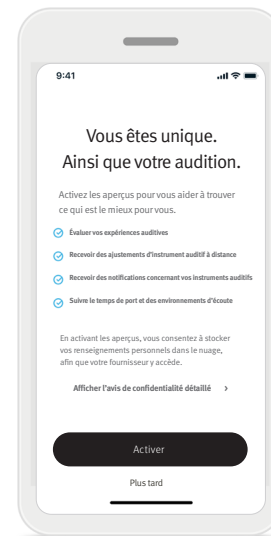 9:41
Vous êtes unique.
Ainsi que votre audition.
Activez les aperçus pour vous aider à trouver
ce qui est le mieux pour vous.
Évaluer vos expériences auditives
Recevoir des ajustements d'instrument auditif à distance
Recevoir des notifications concernant vos instruments auditifs
Suivre le temps de port et des environnements d'écoute
En activant les aperçus, vous consentez à stocker
vos renseignements personnels dans le nuage,
afin que votre fournisseur y accède.
Afficher l'avis de confidentialité détaillé
Activer
Plus tard